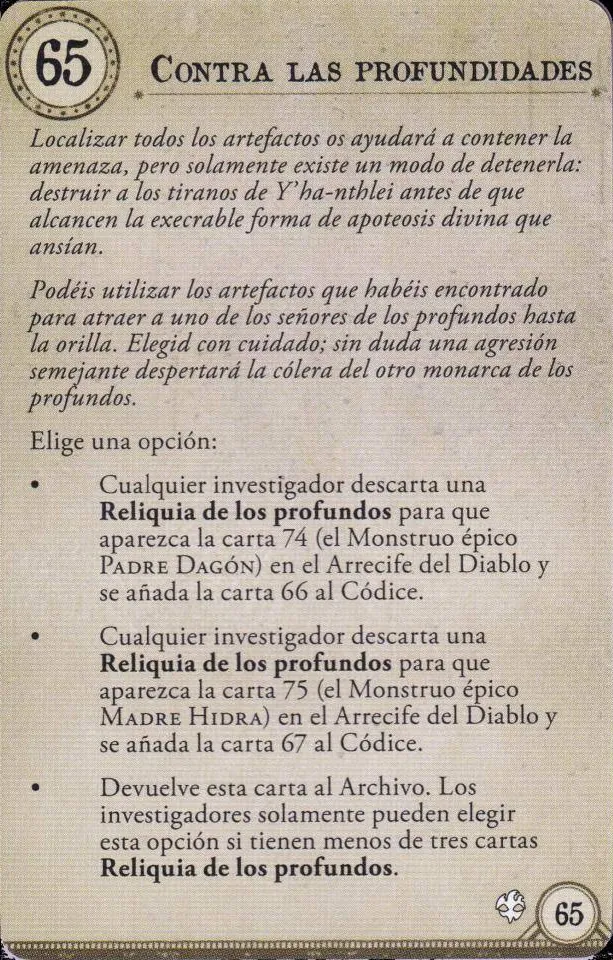 65
CONTRA LAS PROFUNDIDADES
Localizar todos los artefactos os ayudará a contener la
amenaza, pero solamente existe un modo de detenerla:
destruir a los tiranos de Y'ha-nthlei antes de que
alcancen la execrable forma de apoteosis divina que
ansían.
Podéis utilizar los artefactos que habéis encontrado
para atraer a uno de los señores de los profundos hasta
la orilla. Elegid con cuidado; sin duda una agresión
semejante despertará la cólera del otro monarca de los
profundos.
Elige una opción:
• Cualquier investigador descarta una
Reliquia de los profundos para que
aparezca la carta 74 (el Monstruo épico
PADRE DAGÓN) en el Arrecife del Diablo y
se añada la carta 66 al Códice.
• Cualquier investigador descarta una
Reliquia de los profundos para que
aparezca la carta 75 (el Monstruo épico
MADRE HIDRA) en el Arrecife del Diablo y
se añada la carta 67 al Códice.
• Devuelve esta carta al Archivo. Los
investigadores solamente pueden elegir
esta opción si tienen menos de tres cartas
Reliquia de los profundos.
65